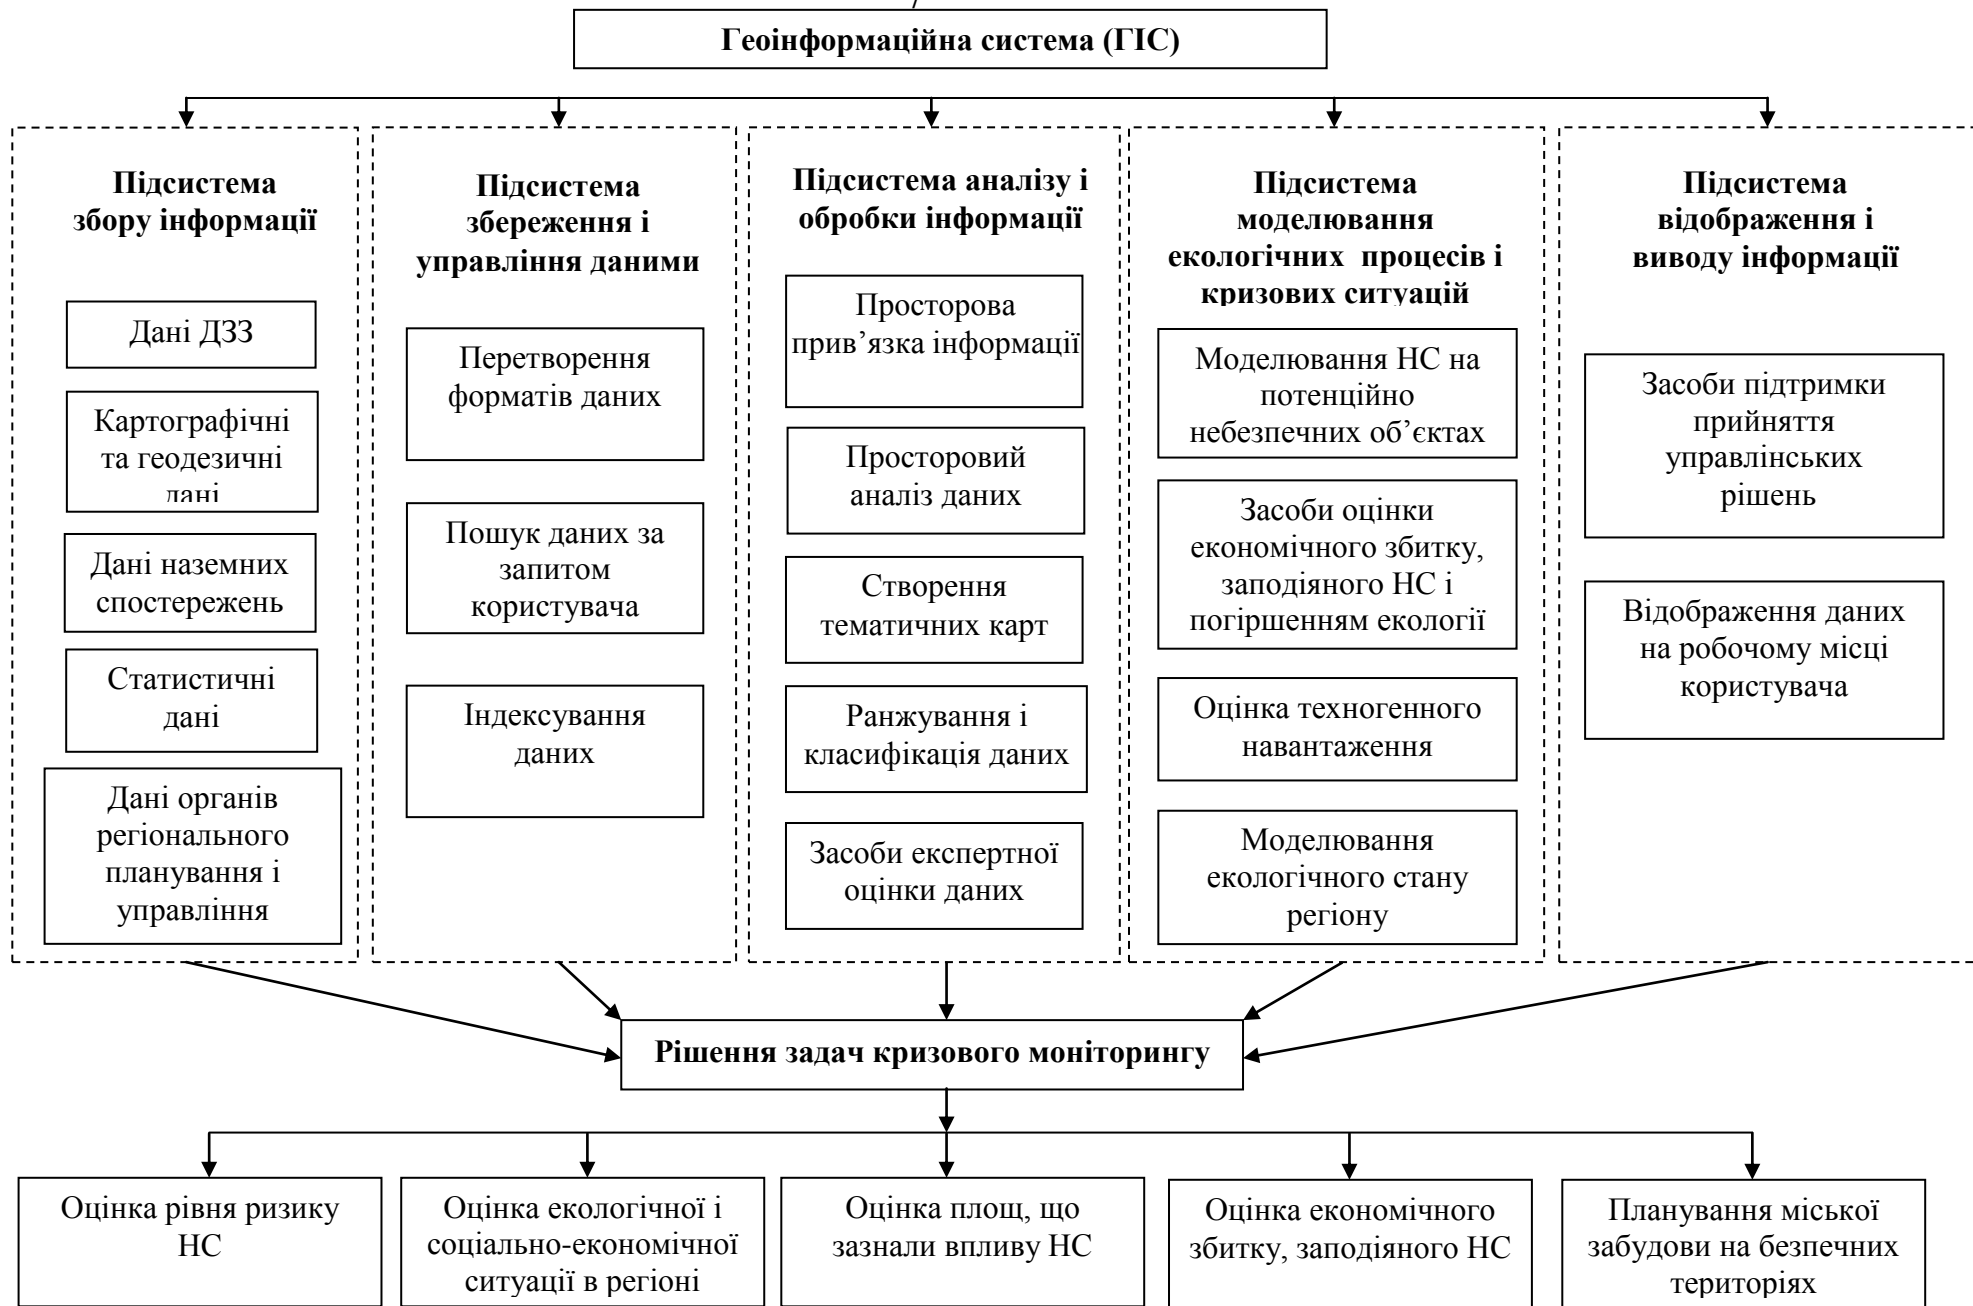 Геоінформаційна система (ГІС)
Підсистема
збору інформації
Дані ДЗЗ
Картографічні
та геодезичні
дані
Дані наземних
спостережень
Статистичні
дані
Дані органів
регіонального
планування і
управління
Підсистема
збереження і
управління даними
Перетворення
форматів даних
Пошук даних за
запитом
користувача
Індексування
даних
Підсистема аналізу і
обробки інформації
Просторова
прив’язка інформації
Просторовий
аналіз даних
Створення
тематичних карт
Ранжування і
класифікація даних
Засоби експертної
оцінки даних
Підсистема
моделювання
екологічних процесів і
кризових ситуацій
Моделювання НС на
потенційно
небезпечних об’єктах
Засоби оцінки
економічного збитку,
заподіяного НС і
погіршенням екології
Оцінка техногенного
навантаження
Моделювання
екологічного стану
регіону
Підсистема
відображення і
виводу інформації
Засоби підтримки
прийняття
управлінських
рішень
Відображення даних
на робочому місці
користувача
Рішення задач кризового моніторингу
Оцінка рівня ризику
НС
Оцінка екологічної і
соціально-економічної
ситуації в регіоні
Оцінка площ, що
зазнали впливу НС
Оцінка економічного
збитку, заподіяного НС
Планування міської
забудови на безпечних
територіях